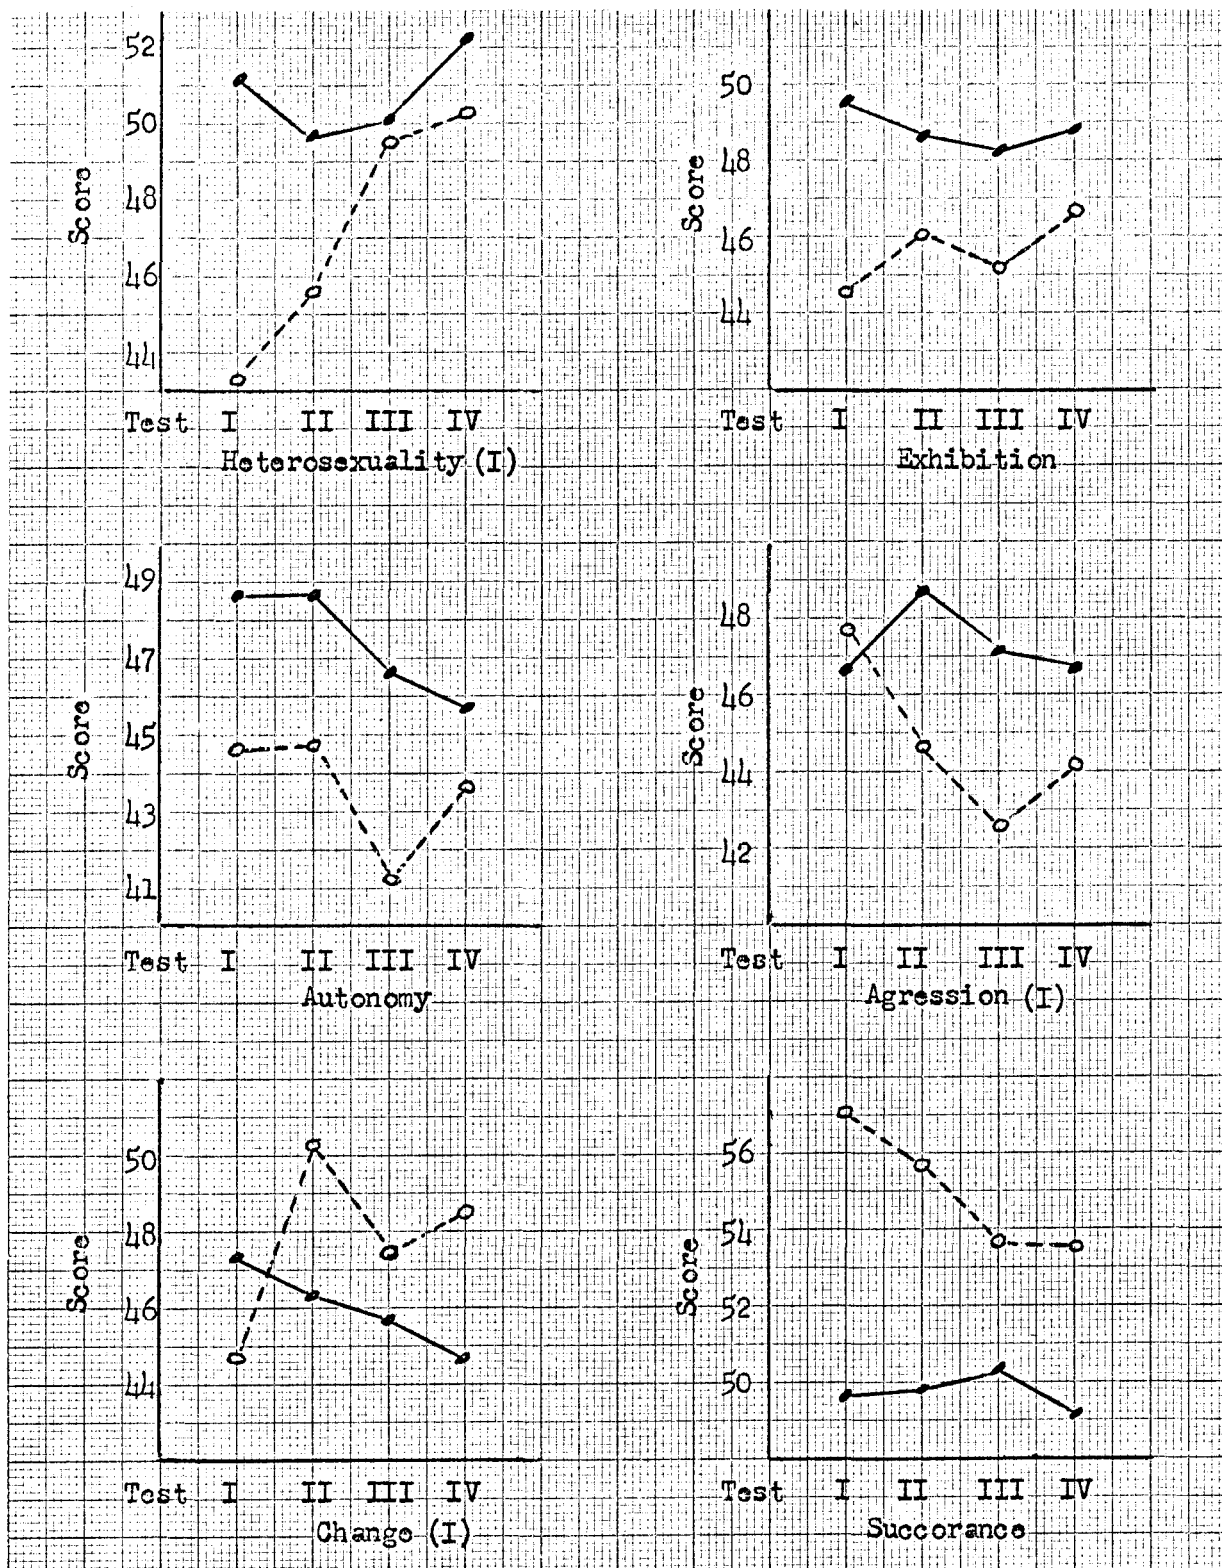 52
50
48
46
44
Score
Test I II III IV
Heterosexuality (I)
50
48
46
44
Score
Test I II III IV
Exhibition
49
47
45
43
41
Score
Test I II III IV
Autonomy
48
46
44
42
Score
Test I II III IV
Agression (I)
50
48
46
44
Score
Test I II III IV
Change (I)
56
54
52
50
Score
Test I II III IV
Succorance